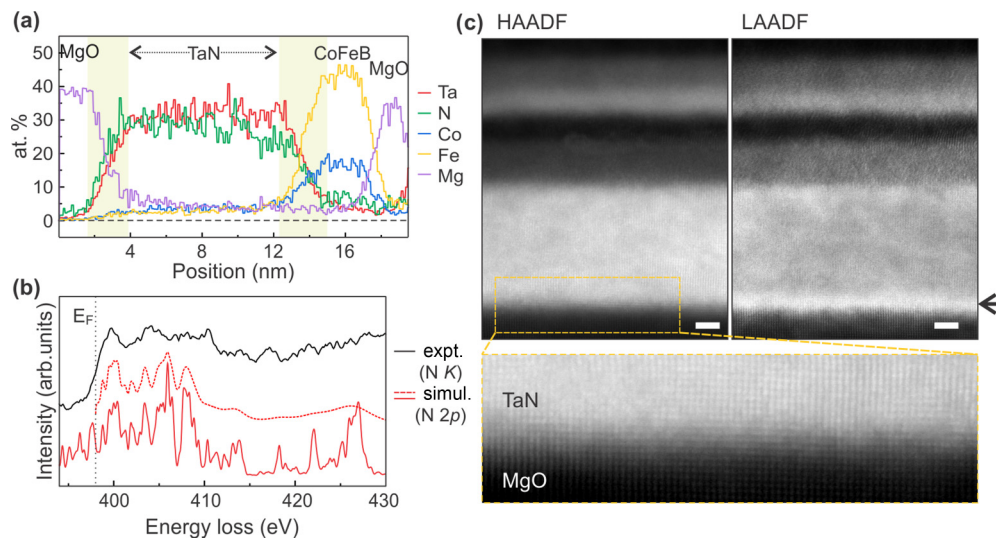 (a)
50
40
30
20
10
0
at. %
MgO
TaN
CoFeB
MgO
Ta
N
Co
Fe
Mg
4 8 12 16
Position (nm)
(b)
E_F
Intensity (arb.units)
expt.
(N K)
simul.
(N 2p)
400 410 420 430
Energy loss (eV)
(c)
HAADF LAADF
TaN
MgO